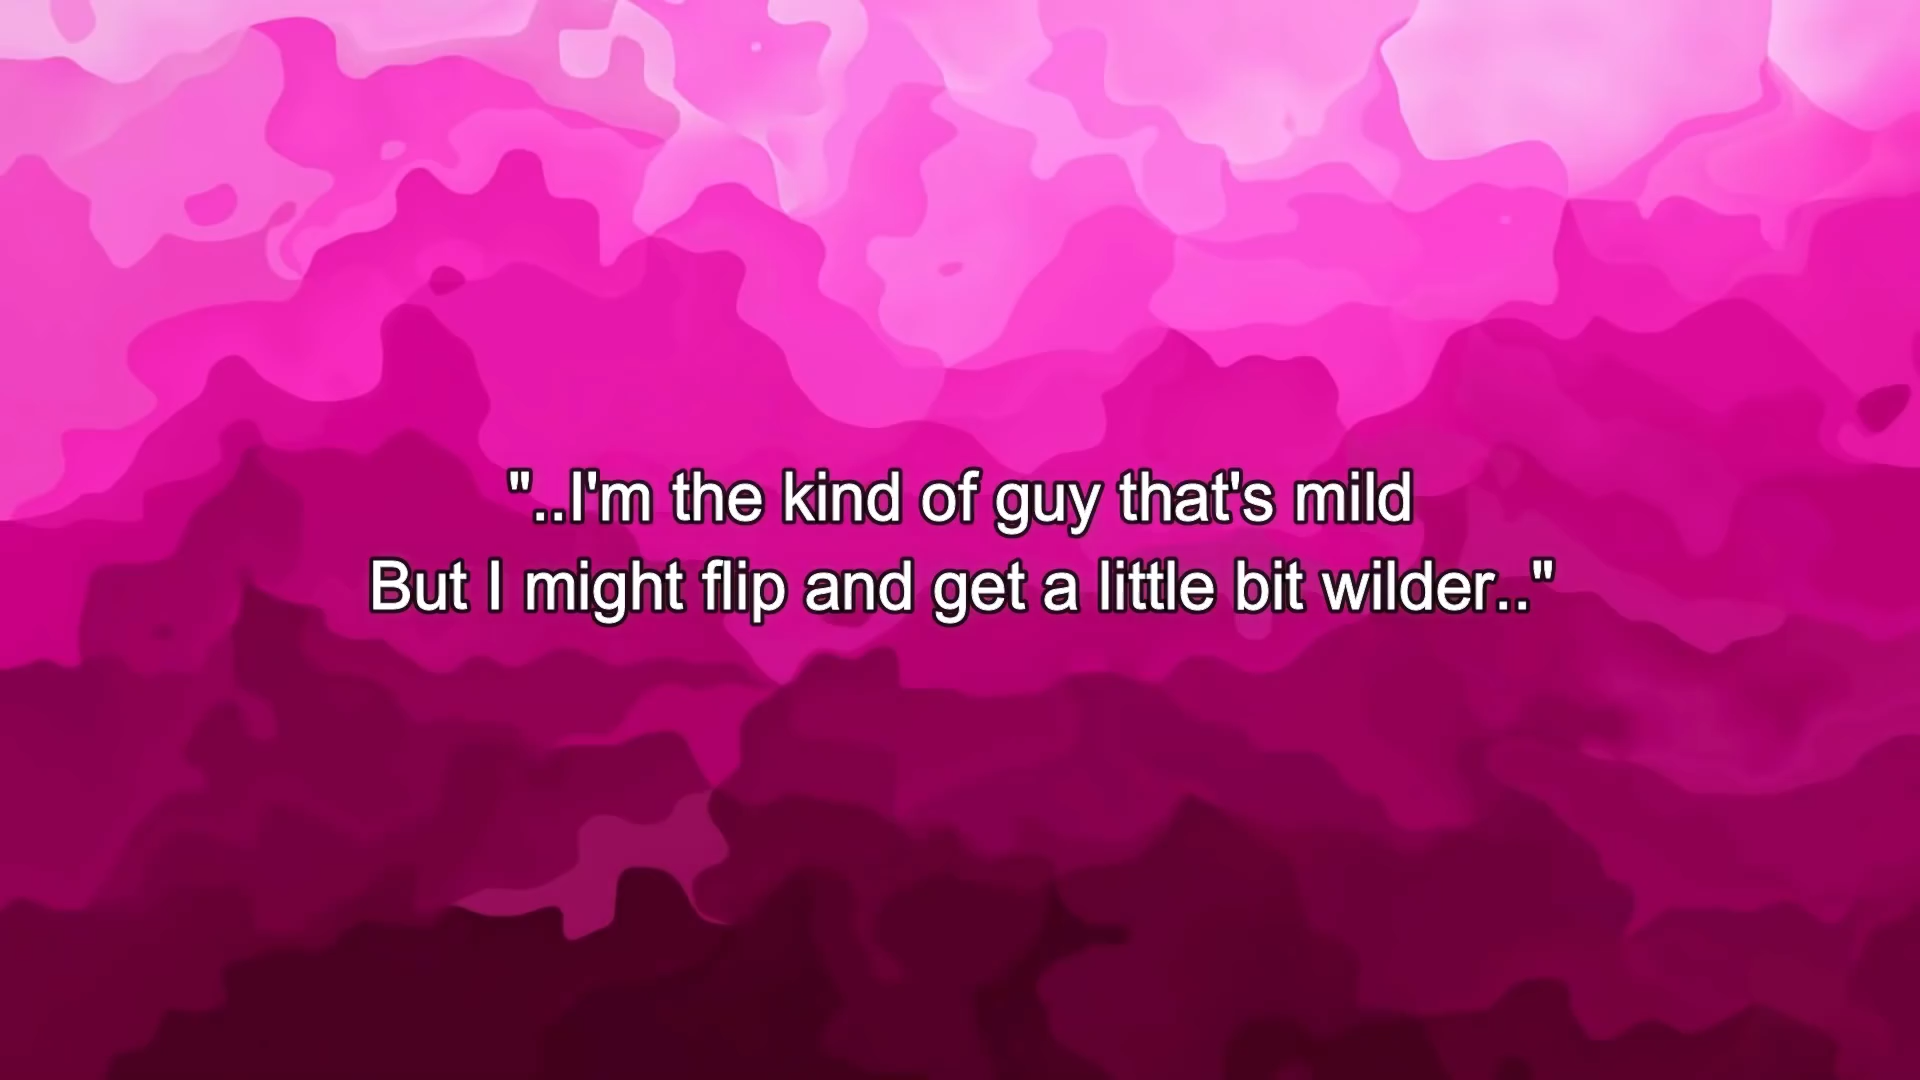 "..I'm the kind of guy that's mild
But I might flip and get a little bit wilder.."